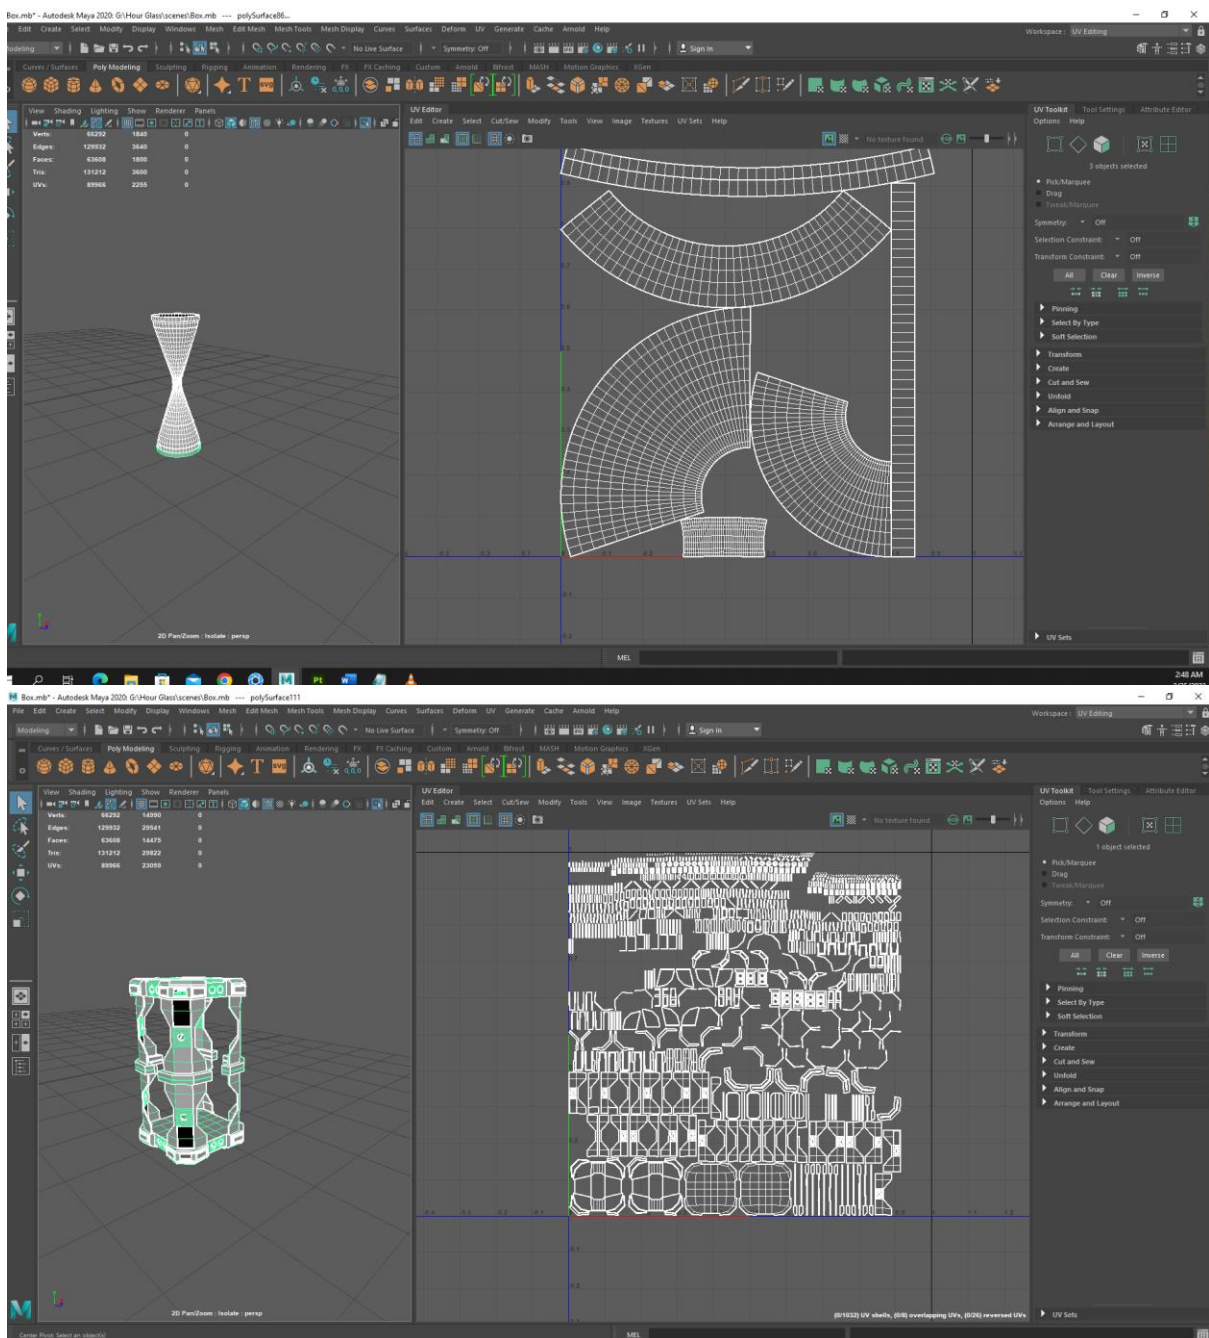 Box.mb* - Autodesk Maya 2020: G:\Hour Glass\scenes\Box.mb --- polySurface86...
Edit Create Select Modify Display Windows Mesh Edit Mesh Mesh Tools Mesh Display Curves Surfaces Deform UV Generate Cache Arnold Help
Workspace: UV Editing
No Live Surface Symmetry: Off Sign In
Curves / Surfaces Poly Modeling Sculpting Rigging Animation Rendering FX FX Caching Custom Arnold Bifrost MASH Motion Graphics XGen
View Shading Lighting Show Renderer Panels
UV Editor
UV Toolkit Tool Settings Attribute Editor
Edit Create Select Cut/Sew Modify Tools View Image Textures UV Sets Help
Options Help
Verts: 66292 1840 0
Edges: 129932 3640 0
Faces: 63608 1800 0
Tris: 131212 3600 0
UVs: 89966 2255 0
No texture found
3 objects selected
Pick/Marquee
Drag
Tweak/Marquee
Symmetry: Off
Selection Constraint: Off
Transform Constraint: Off
All Clear Inverse
Pinning
Select By Type
Soft Selection
Transform
Create
Cut and Sew
Unfold
Align and Snap
Arrange and Layout
2D Pan/Zoom : Isolate : persp
UV Sets
MEL
2:48 AM
Box.mb* - Autodesk Maya 2020: G:\Hour Glass\scenes\Box.mb --- polySurface111
File Edit Create Select Modify Display Windows Mesh Edit Mesh Mesh Tools Mesh Display Curves Surfaces Deform UV Generate Cache Arnold Help
Workspace: UV Editing
Modeling No Live Surface Symmetry: Off Sign In
Curves / Surfaces Poly Modeling Sculpting Rigging Animation Rendering FX FX Caching Custom Arnold Bifrost MASH Motion Graphics XGen
View Shading Lighting Show Renderer Panels
UV Editor
UV Toolkit Tool Settings Attribute Editor
Edit Create Select Cut/Sew Modify Tools View Image Textures UV Sets Help
Options Help
Verts: 66292 14990 0
Edges: 129932 29541 0
Faces: 63608 14475 0
Tris: 131212 29822 0
UVs: 89966 23059 0
No texture found
1 object selected
Pick/Marquee
Drag
Tweak/Marquee
Symmetry: Off
Selection Constraint: Off
Transform Constraint: Off
All Clear Inverse
Pinning
Select By Type
Soft Selection
Transform
Create
Cut and Sew
Unfold
Align and Snap
Arrange and Layout
2D Pan/Zoom : Isolate : persp
(0/1032) UV shells, (0/8) overlapping UVs, (0/26) reversed UVs
UV Sets
Center Pivot: Select an object(s)
MEL